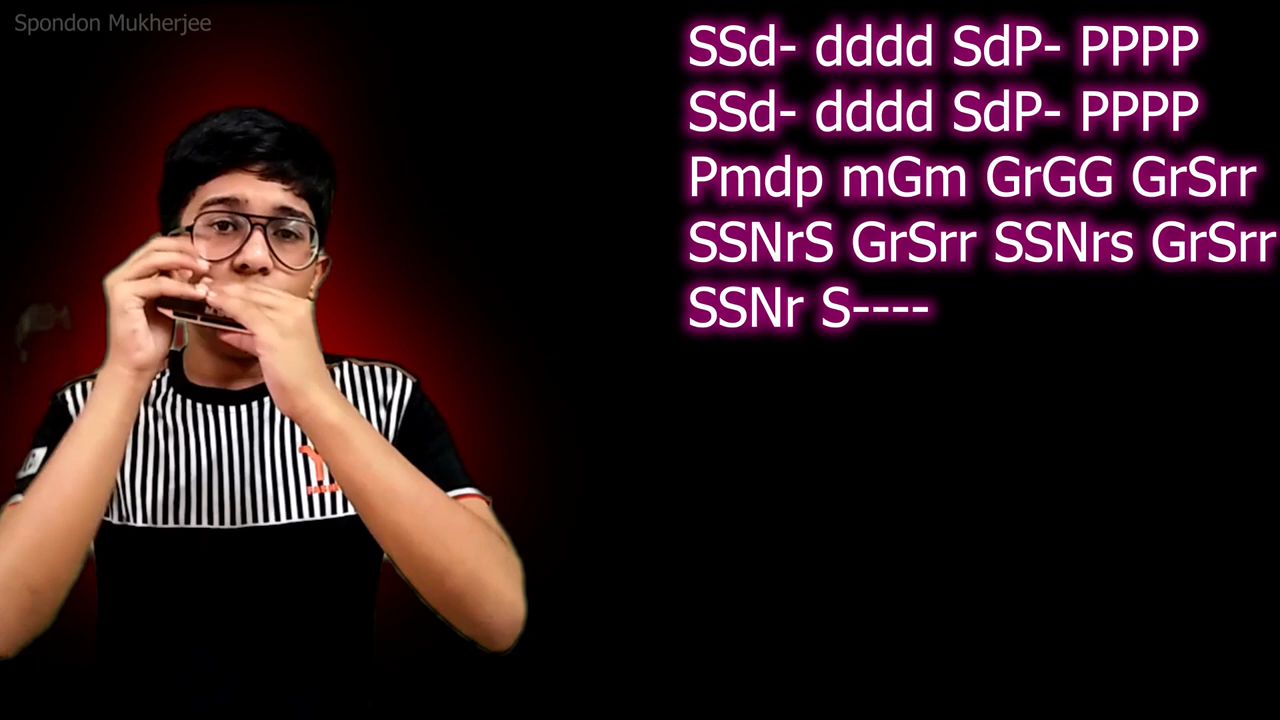 Spondon Mukherjee
SSd- dddd SdP- PPPP
SSd- dddd SdP- PPPP
Pmdp mGm GrGG GrSrr
SSNrS GrSrr SSNrs GrSrr
SSNr S----